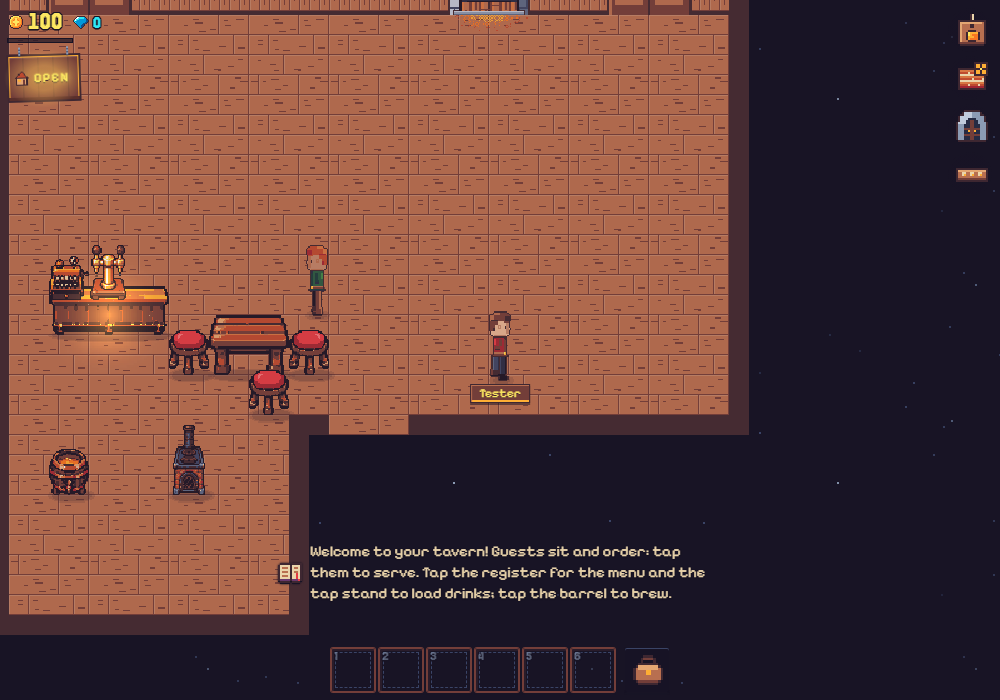 100 0
OPEN
Tester
Welcome to your tavern! Guests sit and order: tap
them to serve. Tap the register for the menu and the
tap stand to load drinks; tap the barrel to brew.
1 2 3 4 5 6